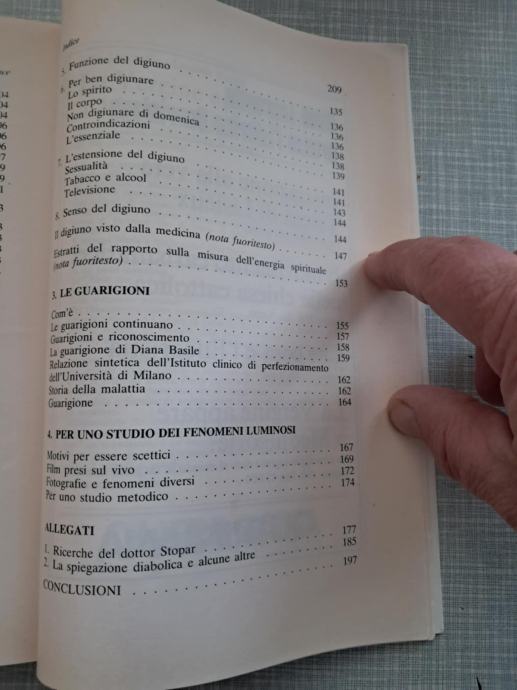 Indice 209
5. Funzione del digiuno . . . . . . . . . . 135
6. Per ben digiunare . . . . . . . . . . 136
Lo spirito . . . . . . . . . . 136
Il corpo . . . . . . . . . . 136
Non digiunare di domenica . . . . . . . . . . 138
Controindicazioni . . . . . . . . . . 138
L'essenziale . . . . . . . . . . 139
7. L'estensione del digiuno . . . . . . . . . . 141
Sessualità . . . . . . . . . . 141
Tabacco e alcool . . . . . . . . . . 143
Televisione . . . . . . . . . . 144
8. Senso del digiuno . . . . . . . . . . 144
Il digiuno visto dalla medicina (nota fuoritesto) . . . . . 147
Estratti del rapporto sulla misura dell'energia spirituale
(nota fuoritesto) . . . . . . . . . . 153
3. LE GUARIGIONI
Com'è . . . . . . . . . . 155
Le guarigioni continuano . . . . . . . . . . 157
Guarigioni e riconoscimento . . . . . . . . . . 158
La guarigione di Diana Basile . . . . . . . . . . 159
Relazione sintetica dell'Istituto clinico di perfezionamento
dell'Università di Milano . . . . . . . . . . 162
Storia della malattia . . . . . . . . . . 162
Guarigione . . . . . . . . . . 164
4. PER UNO STUDIO DEI FENOMENI LUMINOSI
Motivi per essere scettici . . . . . . . . . . 167
Film presi sul vivo . . . . . . . . . . 169
Fotografie e fenomeni diversi . . . . . . . . . . 172
Per uno studio metodico . . . . . . . . . . 174
ALLEGATI
1. Ricerche del dottor Stopar . . . . . . . . . . 177
2. La spiegazione diabolica e alcune altre . . . . . . . . 185
CONCLUSIONI . . . . . . . . . . 197